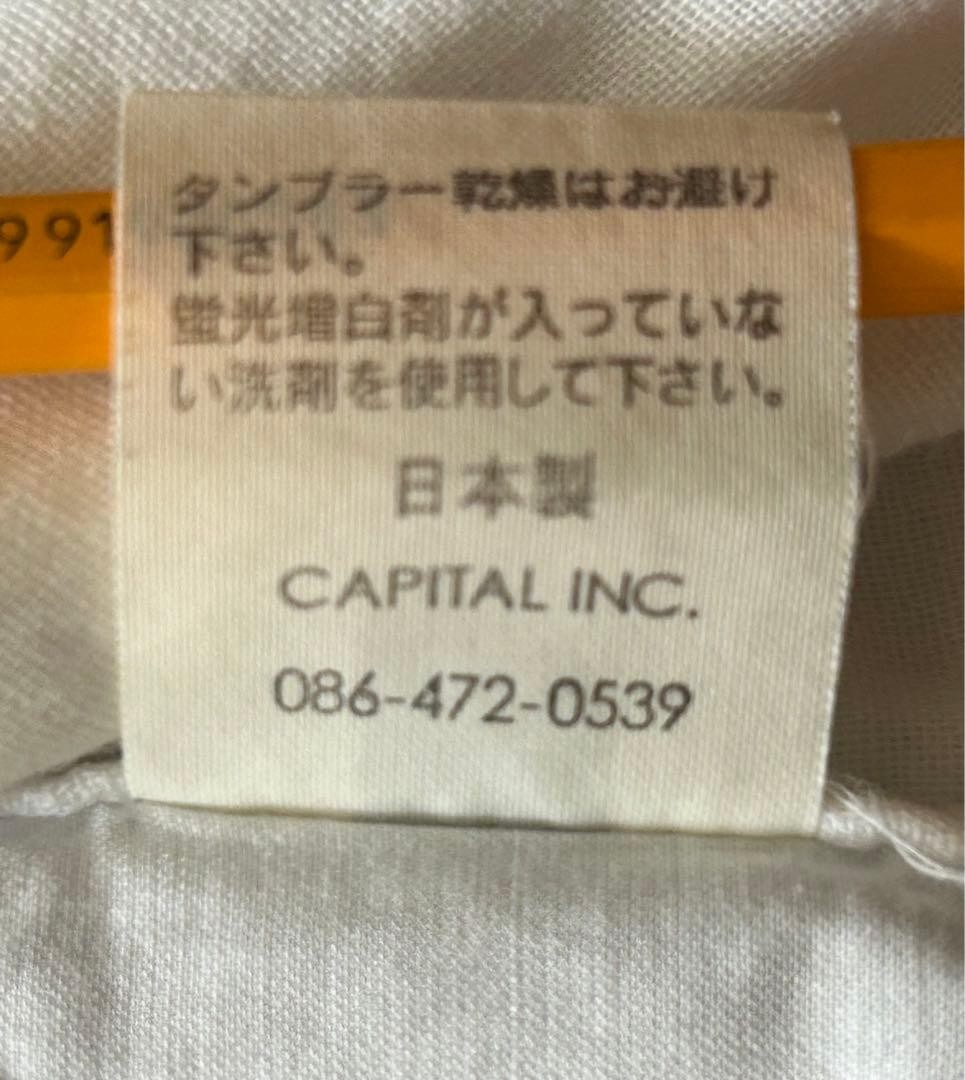 991
タンブラー乾燥はお避け
下さい。
蛍光増白剤が入っていな
い洗剤を使用して下さい。
日本製
CAPITAL INC.
086-472-0539